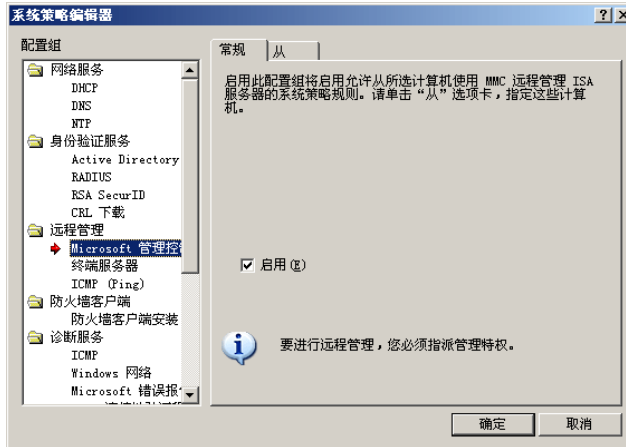 系统策略编辑器
配置组
网络服务
DHCP
DNS
NTP
身份验证服务
Active Directory
RADIUS
RSA SecurID
CRL 下载
远程管理
Microsoft 管理控
终端服务器
ICMP (Ping)
防火墙客户端
防火墙客户端安装
诊断服务
ICMP
Windows 网络
Microsoft 错误报
常规
从
启用此配置组将启用允许从所选计算机使用 MMC 远程管理 ISA
服务器的系统策略规则。请单击“从”选项卡，指定这些计算
机。
启用(E)
要进行远程管理，您必须指派管理特权。
确定
取消